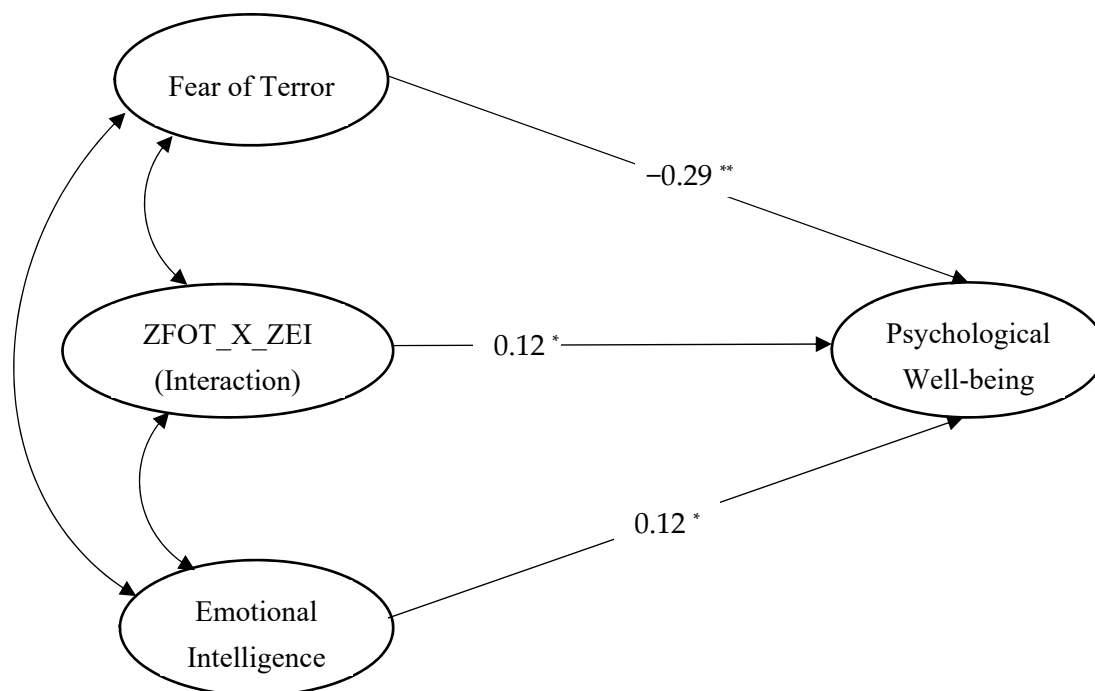 Fear of Terror
−0.29 **
ZFOT_X_ZEI
(Interaction)
0.12 *
Psychological
Well-being
0.12 *
Emotional
Intelligence